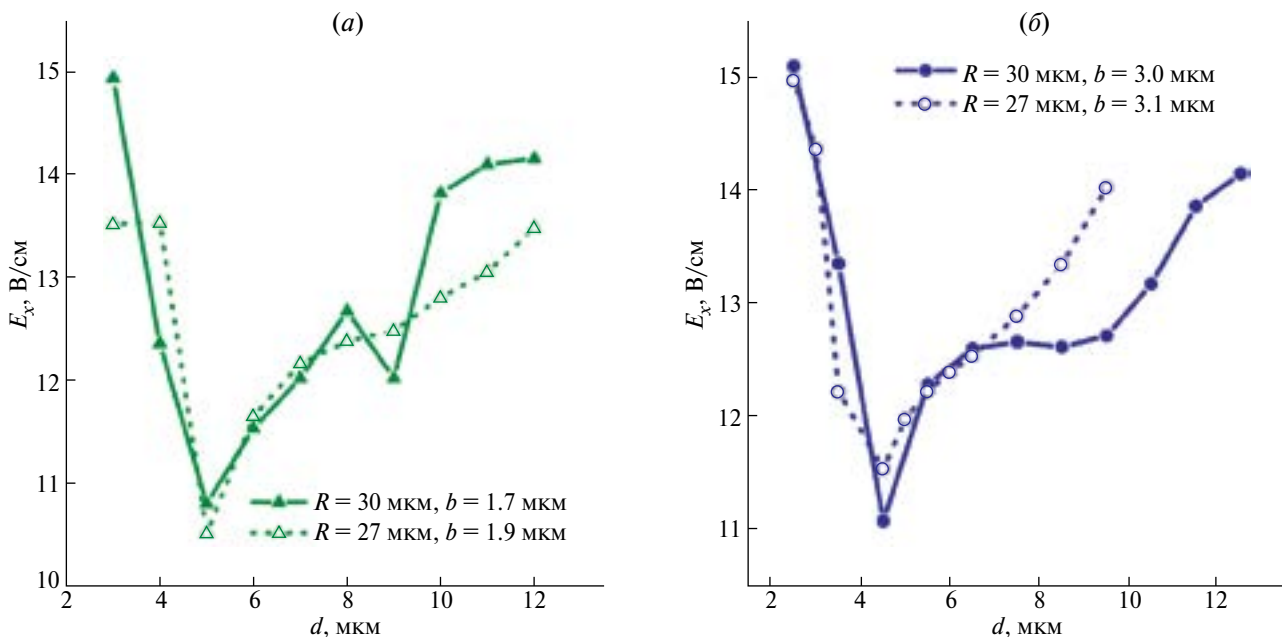 (а)
15
14
13
12
11
10
2
4
6
8
10
12
E_x, В/см
d, мкм
R = 30 мкм, b = 1.7 мкм
R = 27 мкм, b = 1.9 мкм
(б)
15
14
13
12
11
2
4
6
8
10
12
E_x, В/см
d, мкм
R = 30 мкм, b = 3.0 мкм
R = 27 мкм, b = 3.1 мкм